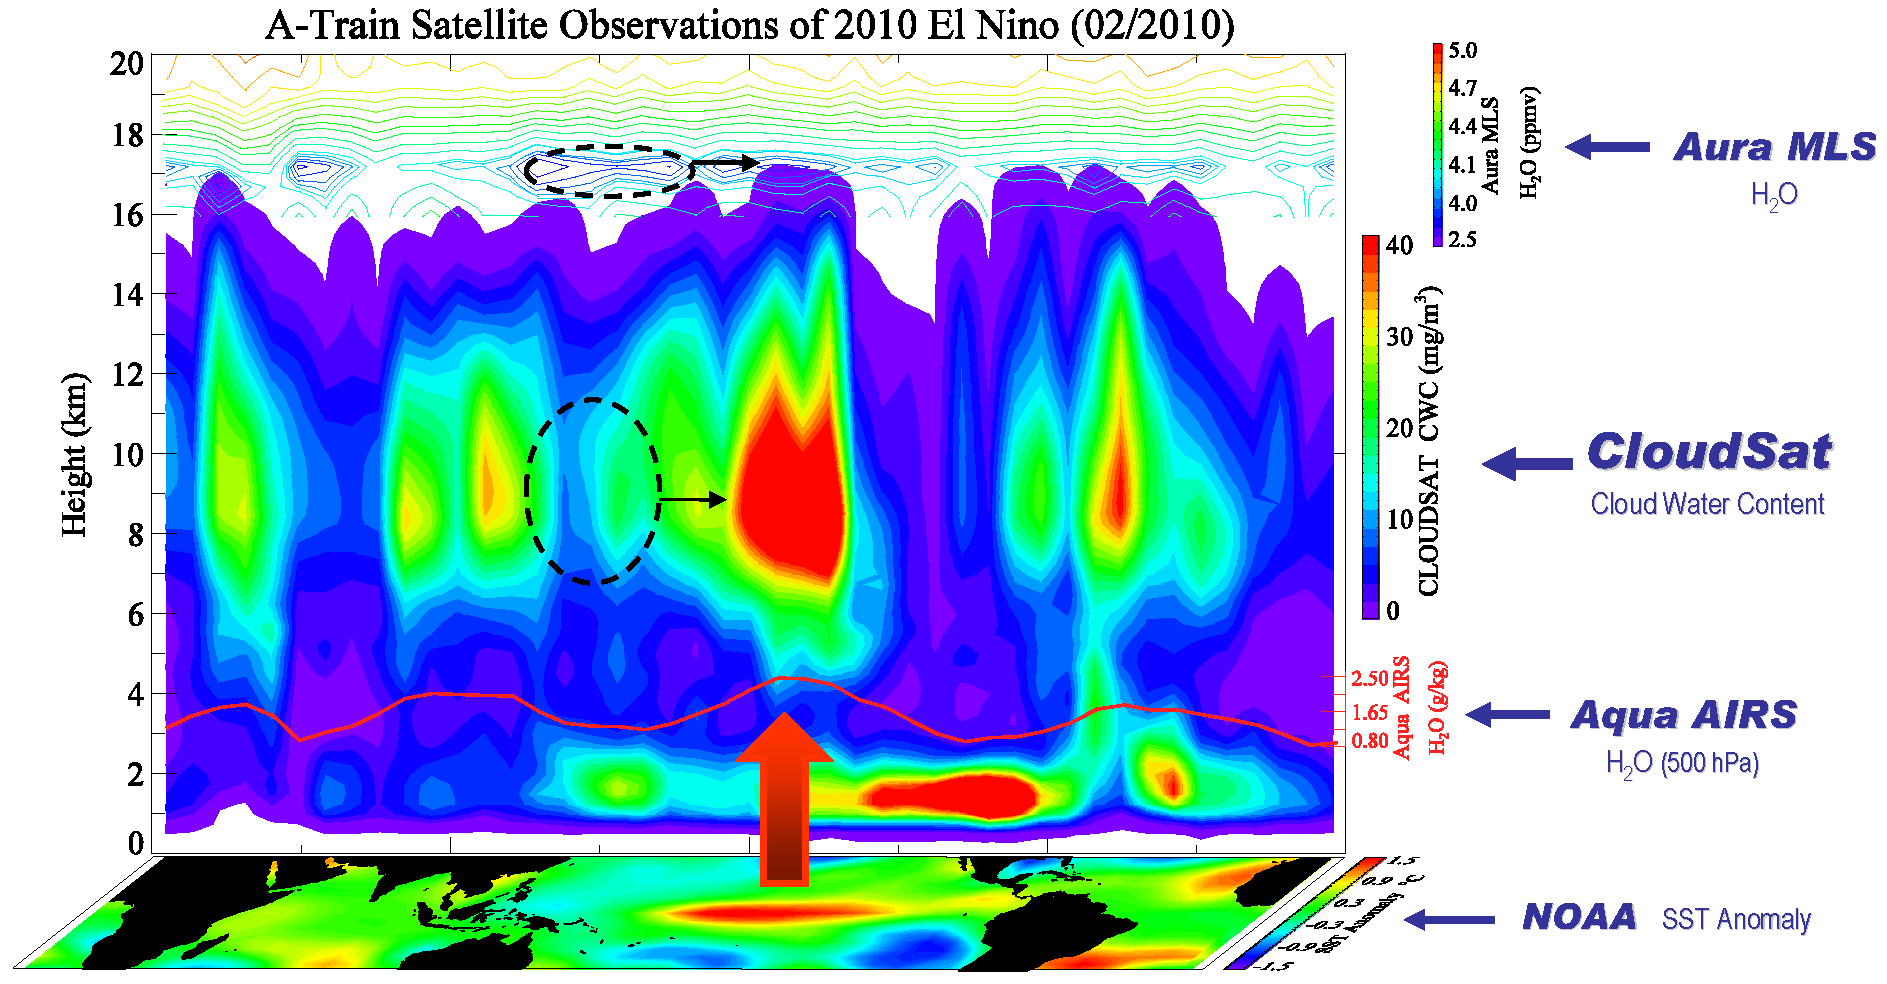 A-Train Satellite Observations of 2010 El Nino (02/2010)
Height (km)
20
18
16
14
12
10
8
6
4
2
0
Aura MLS
H2O (ppmv)
5.0
4.7
4.4
4.1
4.0
2.5
CLOUDSAT CWC (mg/m³)
40
30
20
10
0
2.50
1.65
0.80
Aqua AIRS
H2O (g/kg)
1.5
0.9
0.3
-0.3
-0.9
-1.5
°C
SST Anomaly
Aura MLS
H2O
CloudSat
Cloud Water Content
Aqua AIRS
H2O (500 hPa)
NOAA SST Anomaly